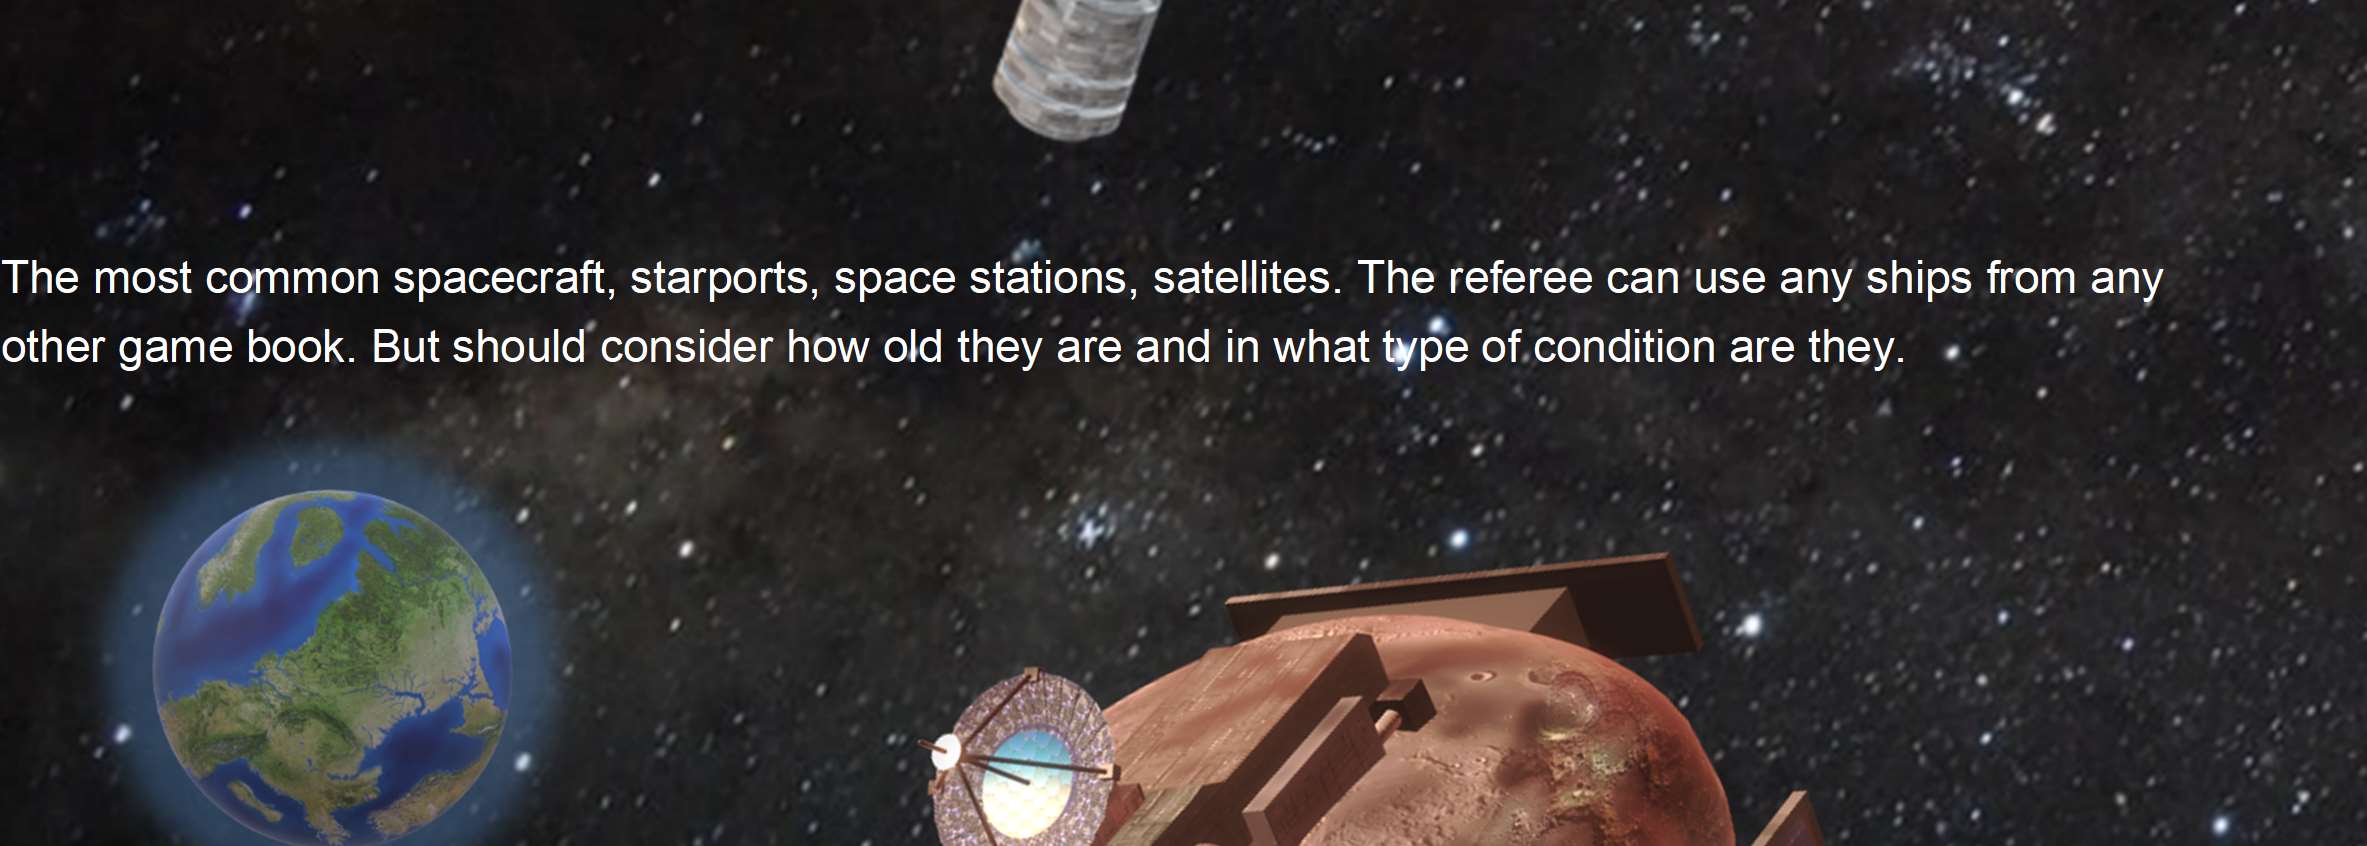 The most common spacecraft, starports, space stations, satellites. The referee can use any ships from any
other game book. But should consider how old they are and in what type of condition are they.